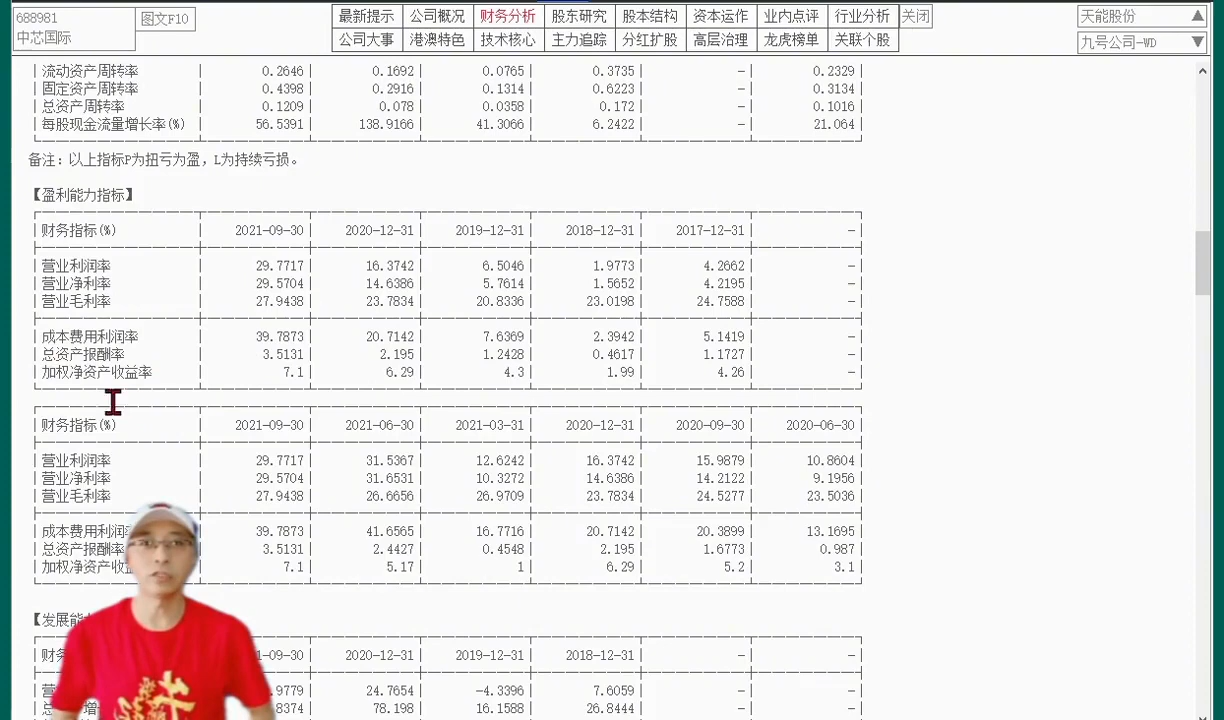 688981 图文F10 最新提示 公司概况 财务分析 股东研究 股本结构 资本运作 业内点评 行业分析 关闭 天能股份
中芯国际 公司大事 港澳特色 技术核心 主力追踪 分红扩股 高层治理 龙虎榜单 关联个股 九号公司-WD
流动资产周转率 0.2646 0.1692 0.0765 0.3735 - 0.2329
固定资产周转率 0.4398 0.2916 0.1314 0.6223 - 0.3134
总资产周转率 0.1209 0.078 0.0358 0.172 - 0.1016
每股现金流量增长率(%) 56.5391 138.9166 41.3066 6.2422 - 21.064
备注：以上指标P为扭亏为盈，L为持续亏损。
【盈利能力指标】
财务指标(%) 2021-09-30 2020-12-31 2019-12-31 2018-12-31 2017-12-31 -
营业利润率 29.7717 16.3742 6.5046 1.9773 4.2662 -
营业净利率 29.5704 14.6386 5.7614 1.5652 4.2195 -
营业毛利率 27.9438 23.7834 20.8336 23.0198 24.7588 -
成本费用利润率 39.7873 20.7142 7.6369 2.3942 5.1419 -
总资产报酬率 3.5131 2.195 1.2428 0.4617 1.1727 -
加权净资产收益率 7.1 6.29 4.3 1.99 4.26 -
财务指标(%) 2021-09-30 2021-06-30 2021-03-31 2020-12-31 2020-09-30 2020-06-30
营业利润率 29.7717 31.5367 12.6242 16.3742 15.9879 10.8604
营业净利率 29.5704 31.6531 10.3272 14.6386 14.2122 9.1956
营业毛利率 27.9438 26.6656 26.9709 23.7834 24.5277 23.5036
成本费用利润 39.7873 41.6565 16.7716 20.7142 20.3899 13.1695
总资产报酬率 3.5131 2.4427 0.4548 2.195 1.6773 0.987
加权净资产收 7.1 5.17 1 6.29 5.2 3.1
【发展能
财务 1-09-30 2020-12-31 2019-12-31 2018-12-31 - -
营 .9779 24.7654 -4.3396 7.6059 - -
总 8374 78.198 16.1588 26.8444 - -